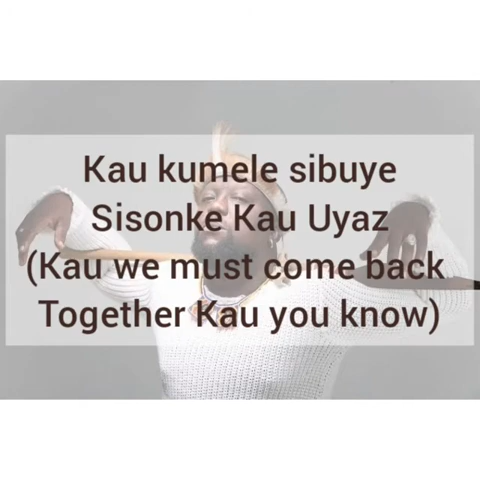 Kau kumele sibuye
Sisonke Kau Uyaz
(Kau we must come back
Together Kau you know)